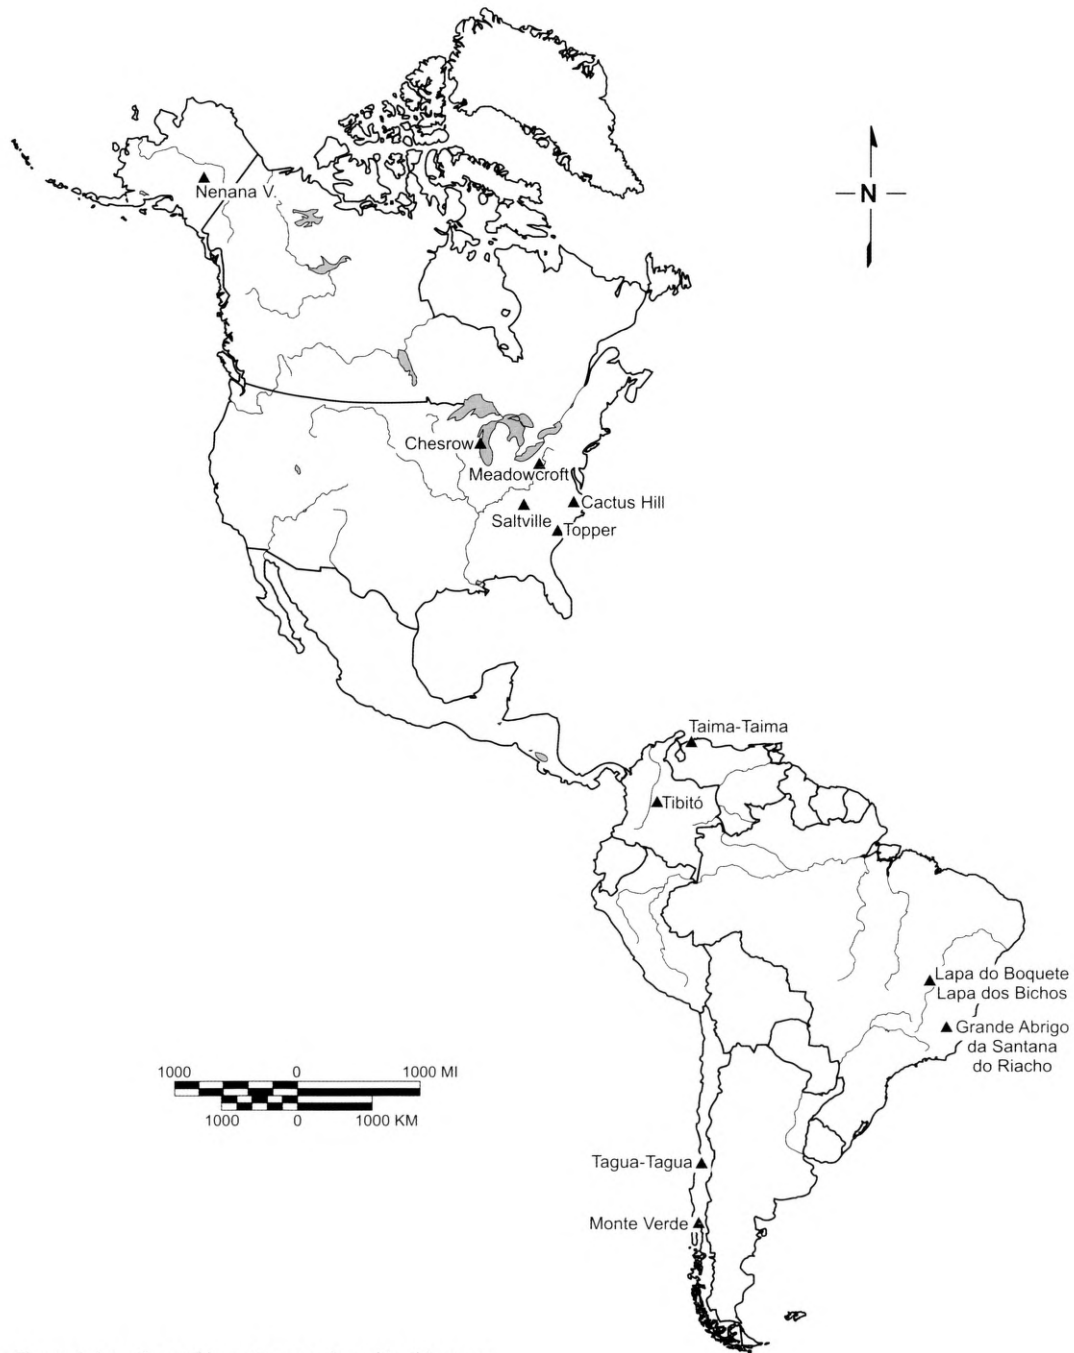 N
Nenana V.
Chesrow
Meadowcroft
Cactus Hill
Saltville
Topper
Taima-Taima
Tibitó
Lapa do Boquete
Lapa dos Bichos
Grande Abrigo
da Santana
do Riacho
1000 0 1000 MI
1000 0 1000 KM
Tagua-Tagua
Monte Verde